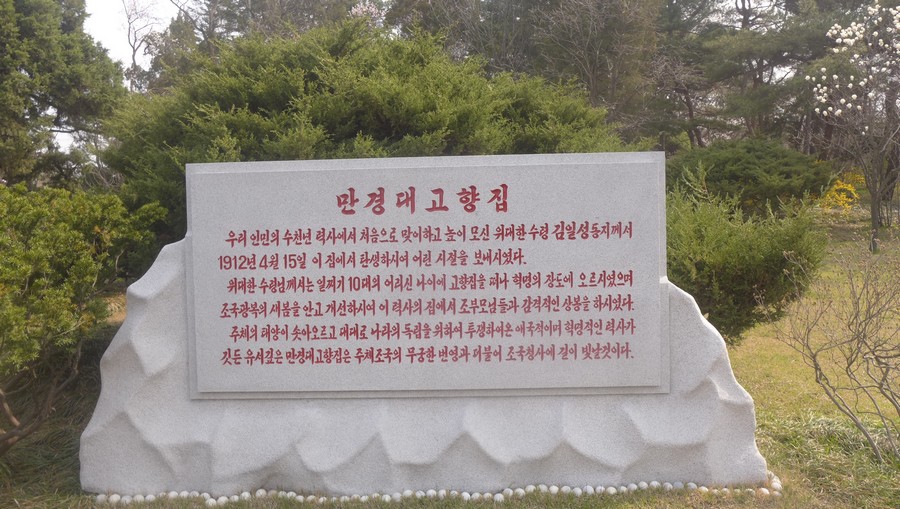 만경대고향집
우리 인민의 수천년 력사에서 처음으로 맞이하고 높이 모신 위대한 수령 김일성동지께서
1912년 4월 15일 이 집에서 탄생하시여 어린 시절을 보내시였다.
위대한 수령님께서는 일찌기 10대의 어리신 나이에 고향집을 떠나 혁명의 장도에 오르시였으며
조국광복의 새봄을 안고 개선하시여 이 력사의 집에서 조부모님들과 감격적인 상봉을 하시였다.
주체의 태양이 솟아오르고 대대로 나라의 독립을 위하여 투쟁하여온 애국적이며 혁명적인 력사가
깃든 유서깊은 만경대고향집은 주체조국의 무궁한 번영과 더불어 조국청사에 길이 빛날것이다.